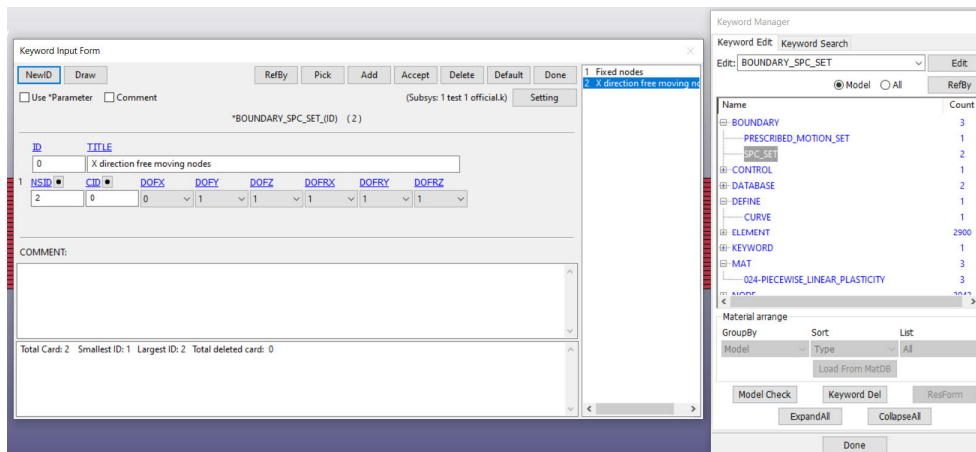 Keyword Input Form
NewID Draw RefBy Pick Add Accept Delete Default Done
Use *Parameter Comment (Subsys: 1 test 1 official.k) Setting
*BOUNDARY_SPC_SET_(ID) (2)
ID TITLE
0 X direction free moving nodes
1 NSID CID DOFX DOFY DOFZ DOFRX DOFRY DOFRZ
2 0 0 1 1 1 1 1
COMMENT:
Total Card: 2 Smallest ID: 1 Largest ID: 2 Total deleted card: 0
1 Fixed nodes
2 X direction free moving no
Keyword Manager
Keyword Edit Keyword Search
Edit: BOUNDARY_SPC_SET Edit
Model All RefBy
Name Count
BOUNDARY 3
PRESCRIBED_MOTION_SET 1
SPC_SET 2
CONTROL 1
DATABASE 2
DEFINE 1
CURVE 1
ELEMENT 2900
KEYWORD 1
MAT 3
024-PIECEWISE_LINEAR_PLASTICITY 3
Material arrange
GroupBy Sort List
Model Type All
Load From MatDB
Model Check Keyword Del ResForm
ExpandAll CollapseAll
Done